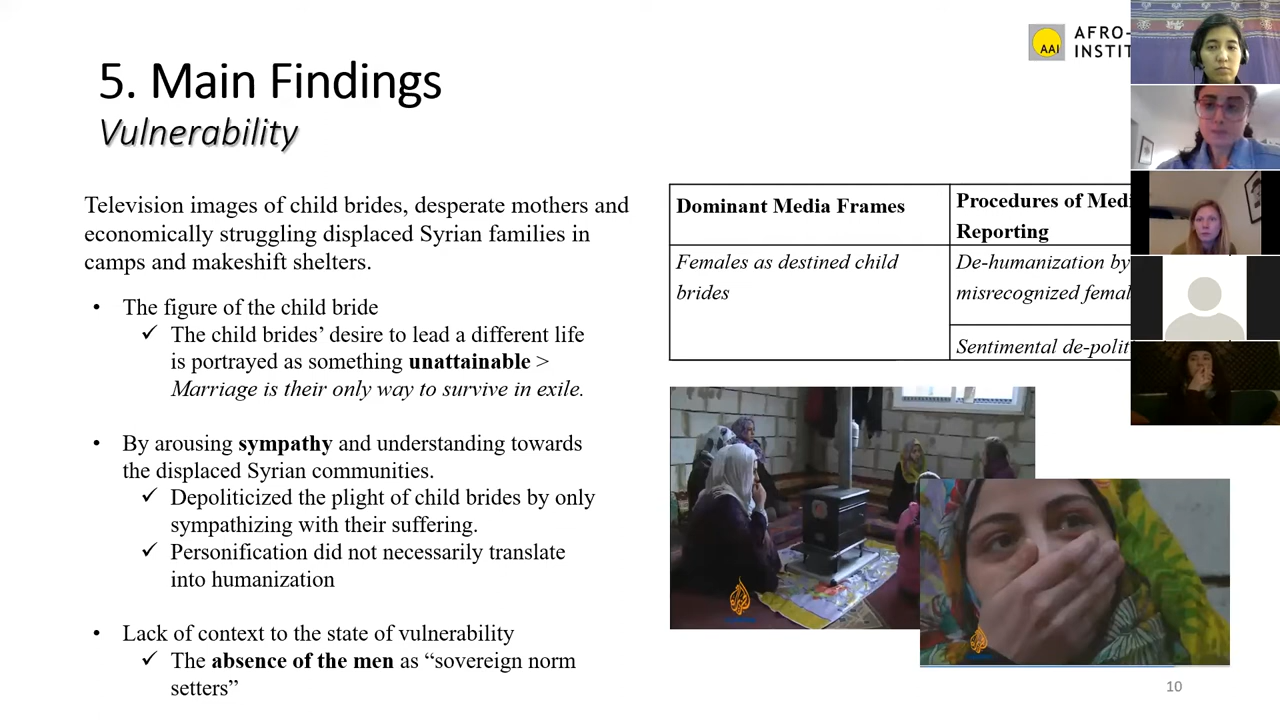 AFRO-
INSTIT
AAI
5. Main Findings
Vulnerability
Television images of child brides, desperate mothers and
economically struggling displaced Syrian families in
camps and makeshift shelters.
• The figure of the child bride
✓ The child brides' desire to lead a different life
is portrayed as something unattainable >
Marriage is their only way to survive in exile.
• By arousing sympathy and understanding towards
the displaced Syrian communities.
✓ Depoliticized the plight of child brides by only
sympathizing with their suffering.
✓ Personification did not necessarily translate
into humanization
• Lack of context to the state of vulnerability
✓ The absence of the men as “sovereign norm
setters”
Dominant Media Frames
Procedures of Medi
Reporting
Females as destined child
brides
De-humanization by
misrecognized femal
Sentimental de-polit
10